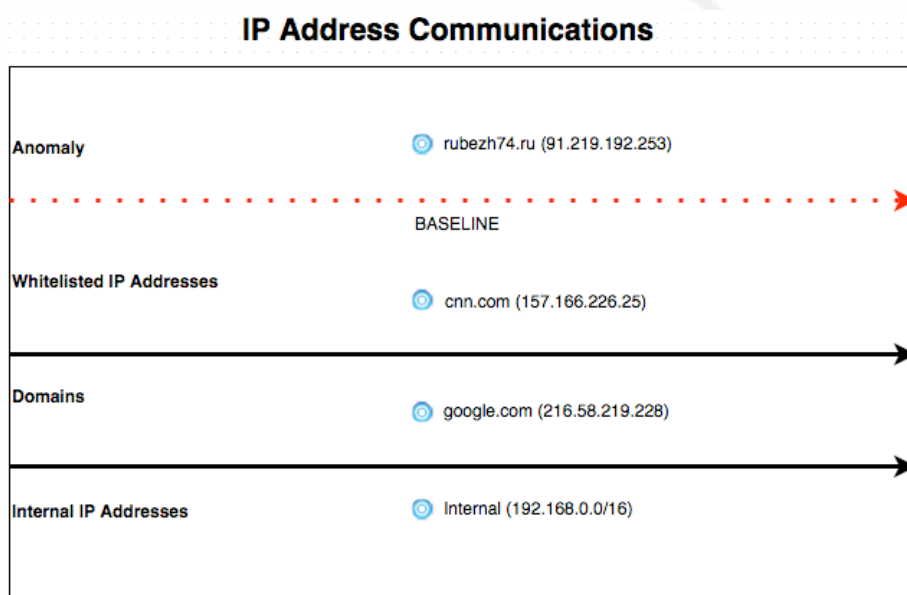 IP Address Communications
Anomaly
rubezh74.ru (91.219.192.253)
BASELINE
Whitelisted IP Addresses
cnn.com (157.166.226.25)
Domains
google.com (216.58.219.228)
Internal IP Addresses
Internal (192.168.0.0/16)